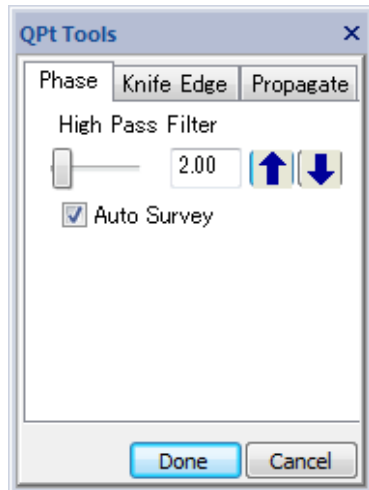 QPt Tools
Phase Knife Edge Propagate
High Pass Filter
2.00
Auto Survey
Done Cancel